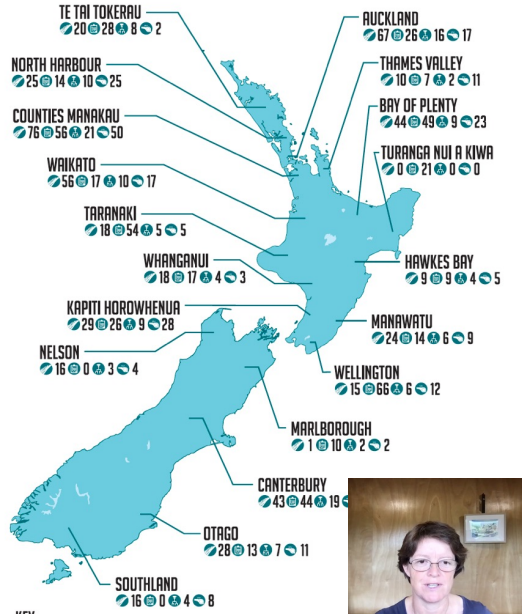 TE TAI TOKERAU
20 28 8 2
NORTH HARBOUR
25 14 10 25
COUNTIES MANAKAU
76 56 21 50
WAIKATO
56 17 10 17
TARANAKI
18 54 5 5
WHANGANUI
18 17 4 3
KAPITI HOROWHENUA
29 26 9 28
NELSON
16 0 3 4
AUCKLAND
67 26 16 17
THAMES VALLEY
10 7 2 11
BAY OF PLENTY
44 49 9 23
TURANGA NUI A KIWA
0 21 0 0
HAWKES BAY
9 9 4 5
MANAWATU
24 14 6 9
WELLINGTON
15 66 6 12
MARLBOROUGH
1 10 2 2
CANTERBURY
43 44 19
OTAGO
28 13 7 11
SOUTHLAND
16 0 4 8
KEY